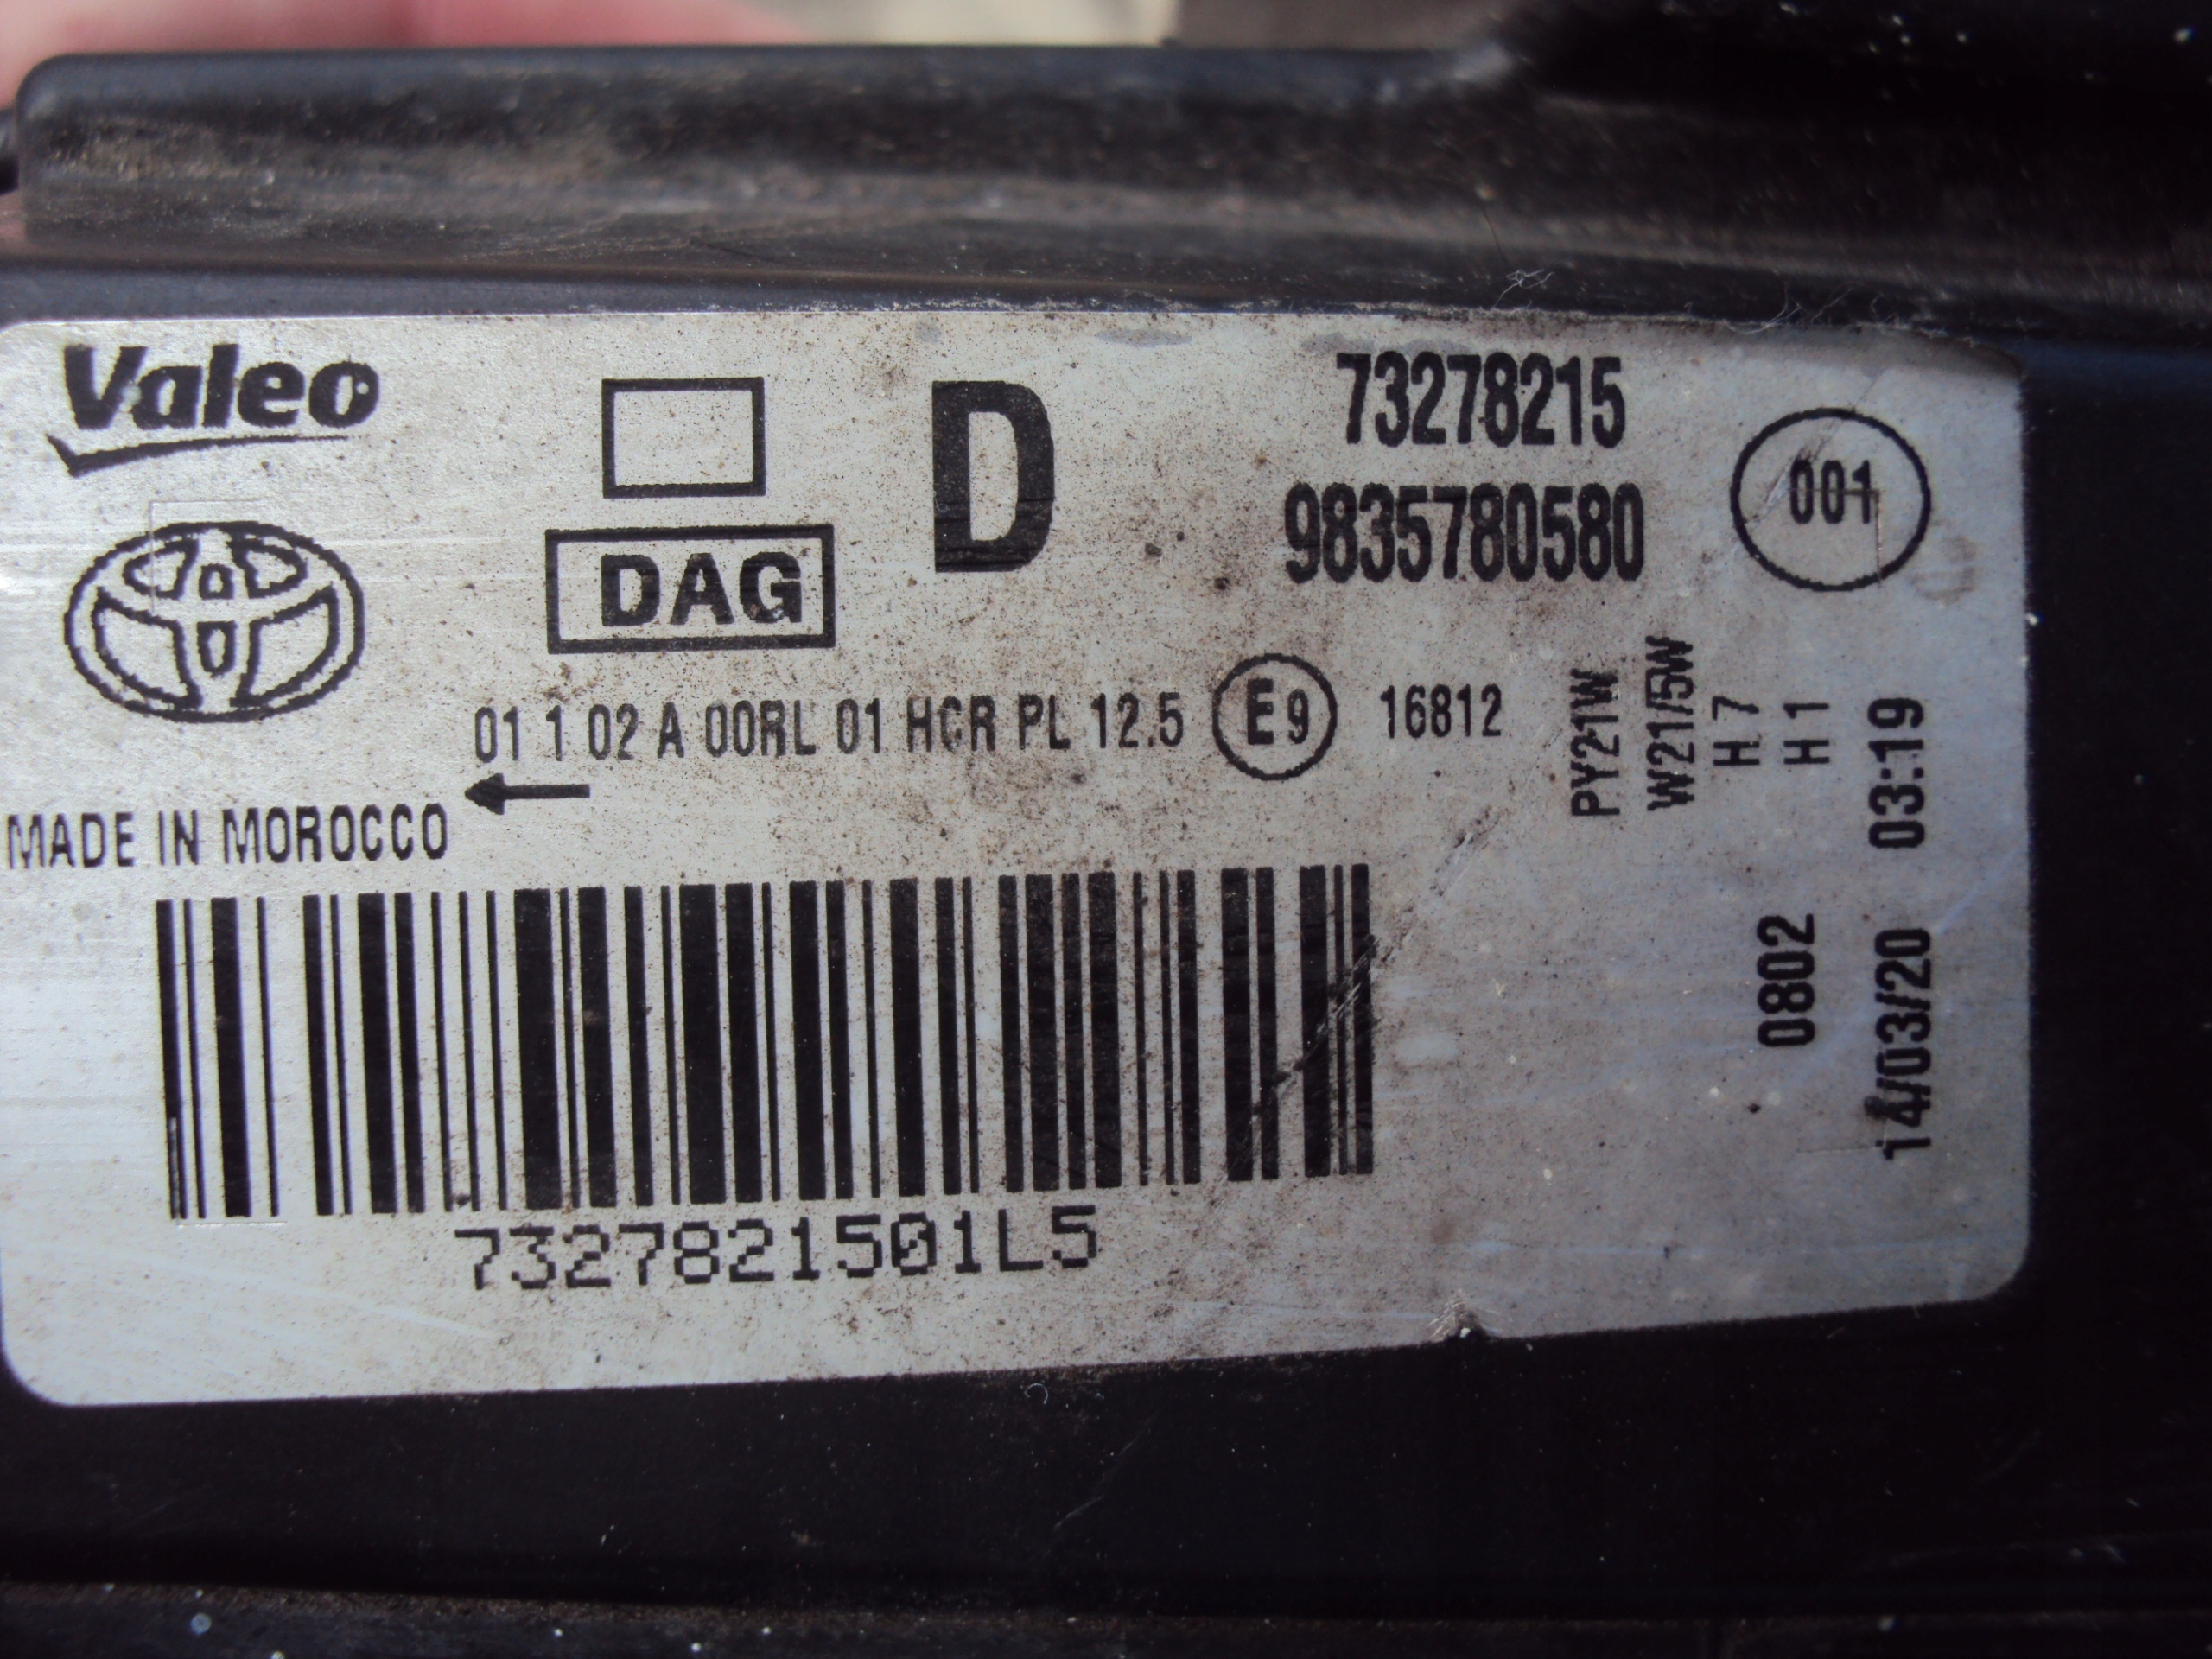 Valeo
D
73278215
9835780580
001
DAG
01 1 02 A 00RL 01 HCR PL 12.5 E9 16812
PY21W
W21/5W
H7
H1
MADE IN MOROCCO
0802
14/03/20 03:19
7327821501L5